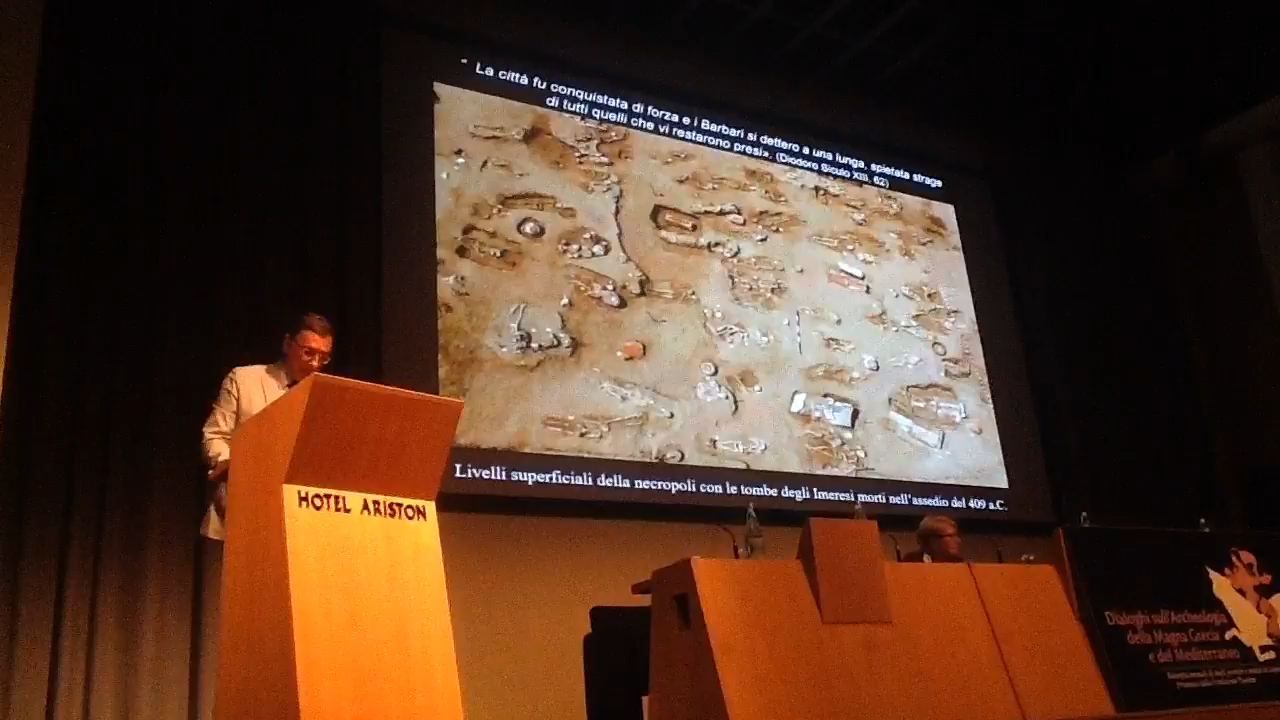 “ La città fu conquistata di forza e i Barbari si dettero a una lunga, spietata strage
di tutti quelli che vi restarono presi». (Diodoro Siculo XIII, 62)
Livelli superficiali della necropoli con le tombe degli Imeresi morti nell'assedio del 409 a.C.
HOTEL ARISTON
Dialoghi sull'Archeologia
della Magna Grecia
e del Mediterraneo